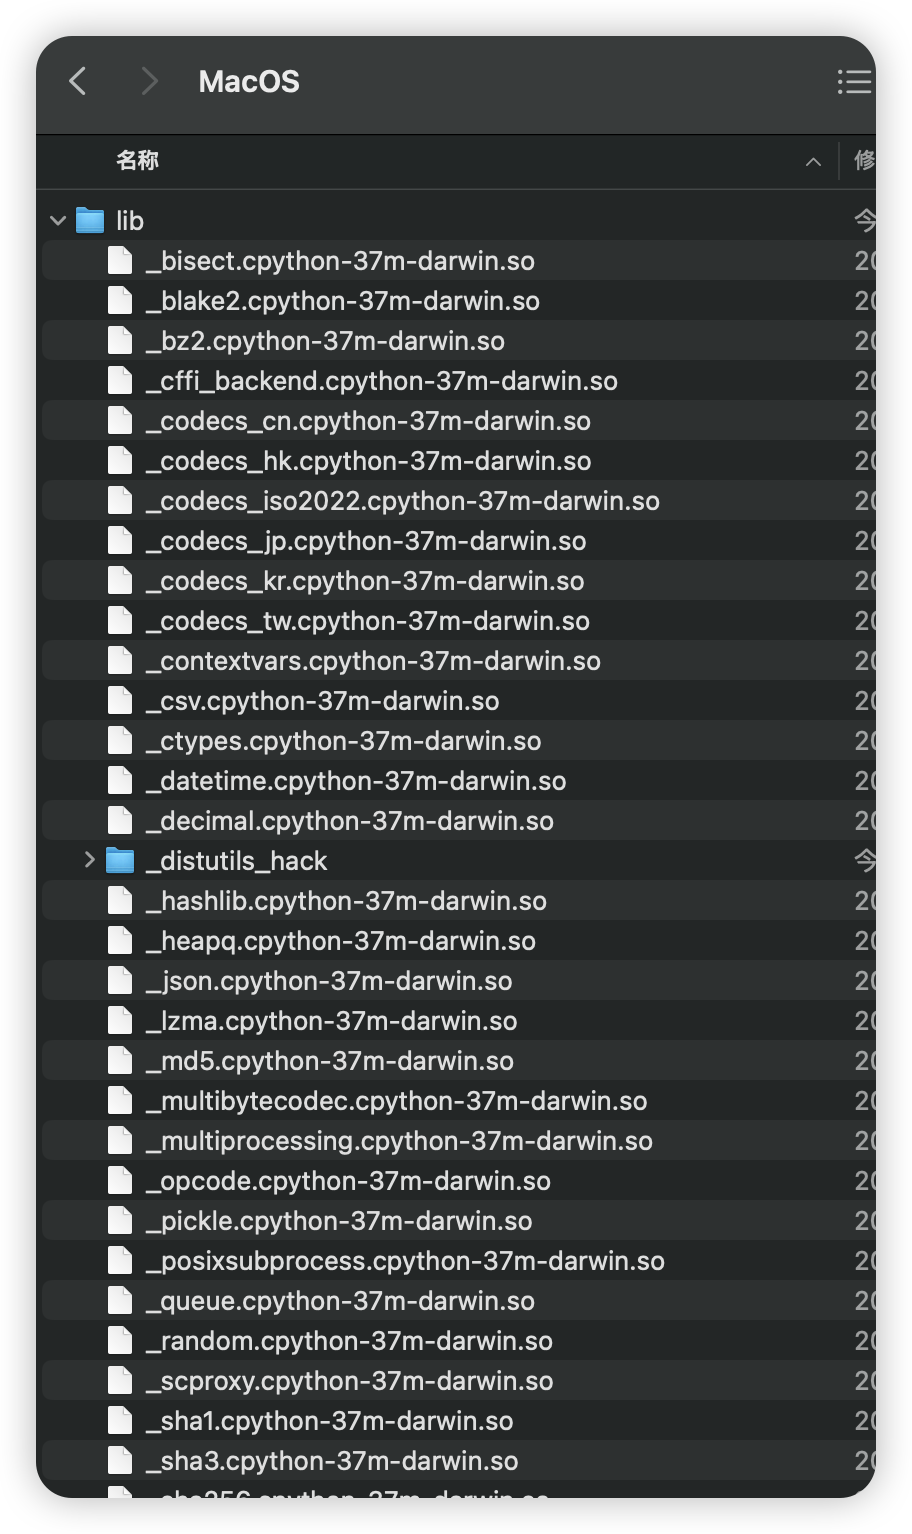 MacOS
名称 修
lib 今
_bisect.cpython-37m-darwin.so 20
_blake2.cpython-37m-darwin.so 20
_bz2.cpython-37m-darwin.so 20
_cffi_backend.cpython-37m-darwin.so 20
_codecs_cn.cpython-37m-darwin.so 20
_codecs_hk.cpython-37m-darwin.so 20
_codecs_iso2022.cpython-37m-darwin.so 20
_codecs_jp.cpython-37m-darwin.so 20
_codecs_kr.cpython-37m-darwin.so 20
_codecs_tw.cpython-37m-darwin.so 20
_contextvars.cpython-37m-darwin.so 20
_csv.cpython-37m-darwin.so 20
_ctypes.cpython-37m-darwin.so 20
_datetime.cpython-37m-darwin.so 20
_decimal.cpython-37m-darwin.so 20
_distutils_hack 今
_hashlib.cpython-37m-darwin.so 20
_heapq.cpython-37m-darwin.so 20
_json.cpython-37m-darwin.so 20
_lzma.cpython-37m-darwin.so 20
_md5.cpython-37m-darwin.so 20
_multibytecodec.cpython-37m-darwin.so 20
_multiprocessing.cpython-37m-darwin.so 20
_opcode.cpython-37m-darwin.so 20
_pickle.cpython-37m-darwin.so 20
_posixsubprocess.cpython-37m-darwin.so 20
_queue.cpython-37m-darwin.so 20
_random.cpython-37m-darwin.so 20
_scproxy.cpython-37m-darwin.so 20
_sha1.cpython-37m-darwin.so 20
_sha3.cpython-37m-darwin.so 20
_sha256.cpython-37m-darwin.so